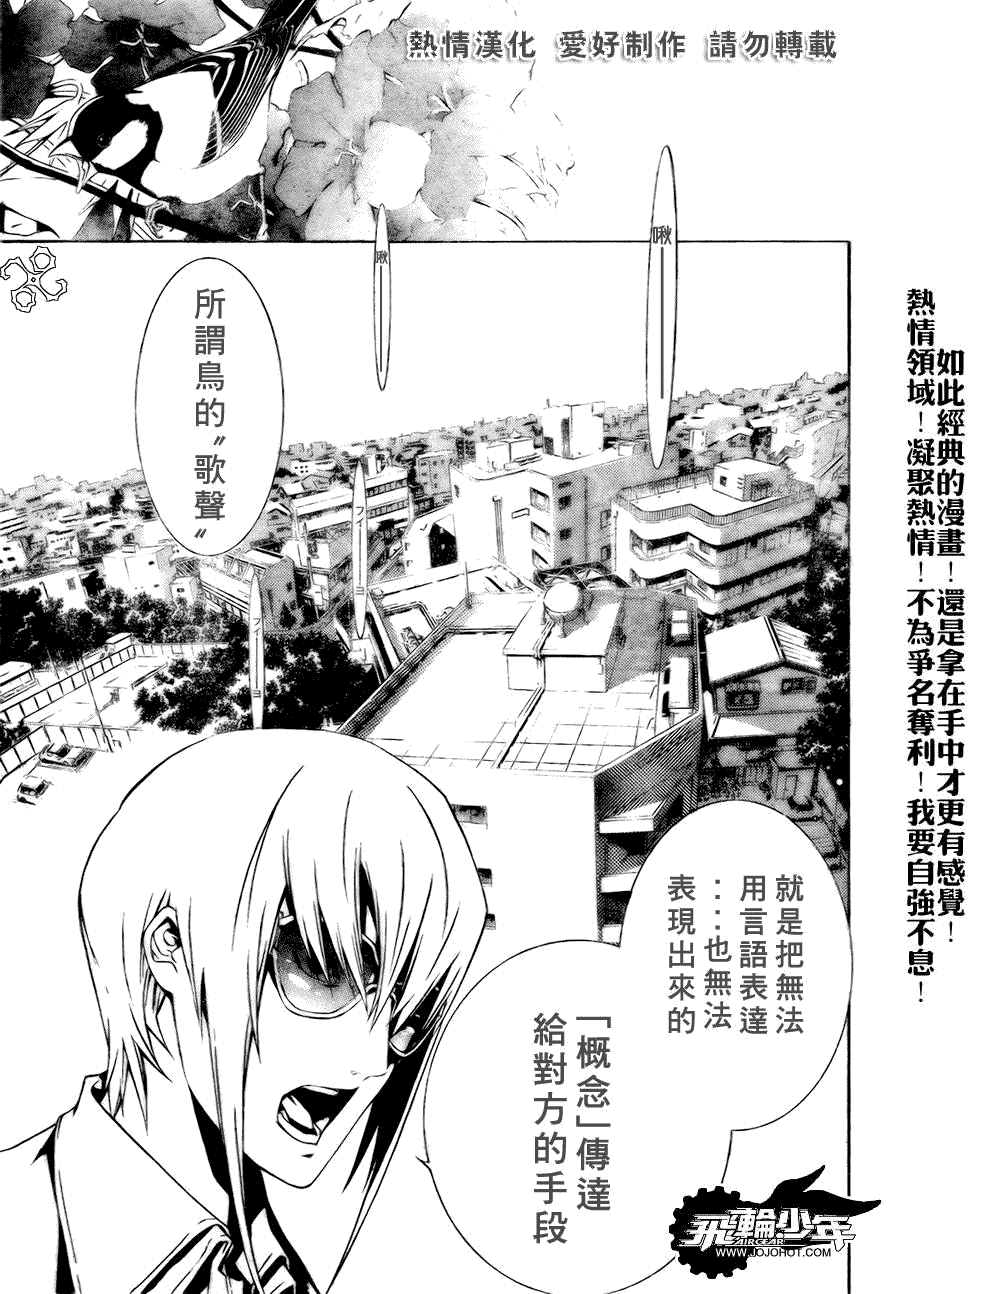 熱情漢化 愛好制作 請勿轉載
如此經典的漫畫！還是拿在手中才更有感覺！
熱情領域！凝聚熱情！不為爭名奪利！我要自強不息！
啾
啾
所謂鳥的〝歌聲〞
フィー
フィー
就是把無法
用言語表達
：：也無法
表現出來的
「概念」傳達
給對方的手段
飛輪少年
AIRGEAR
WWW.JOJOHOT.COM